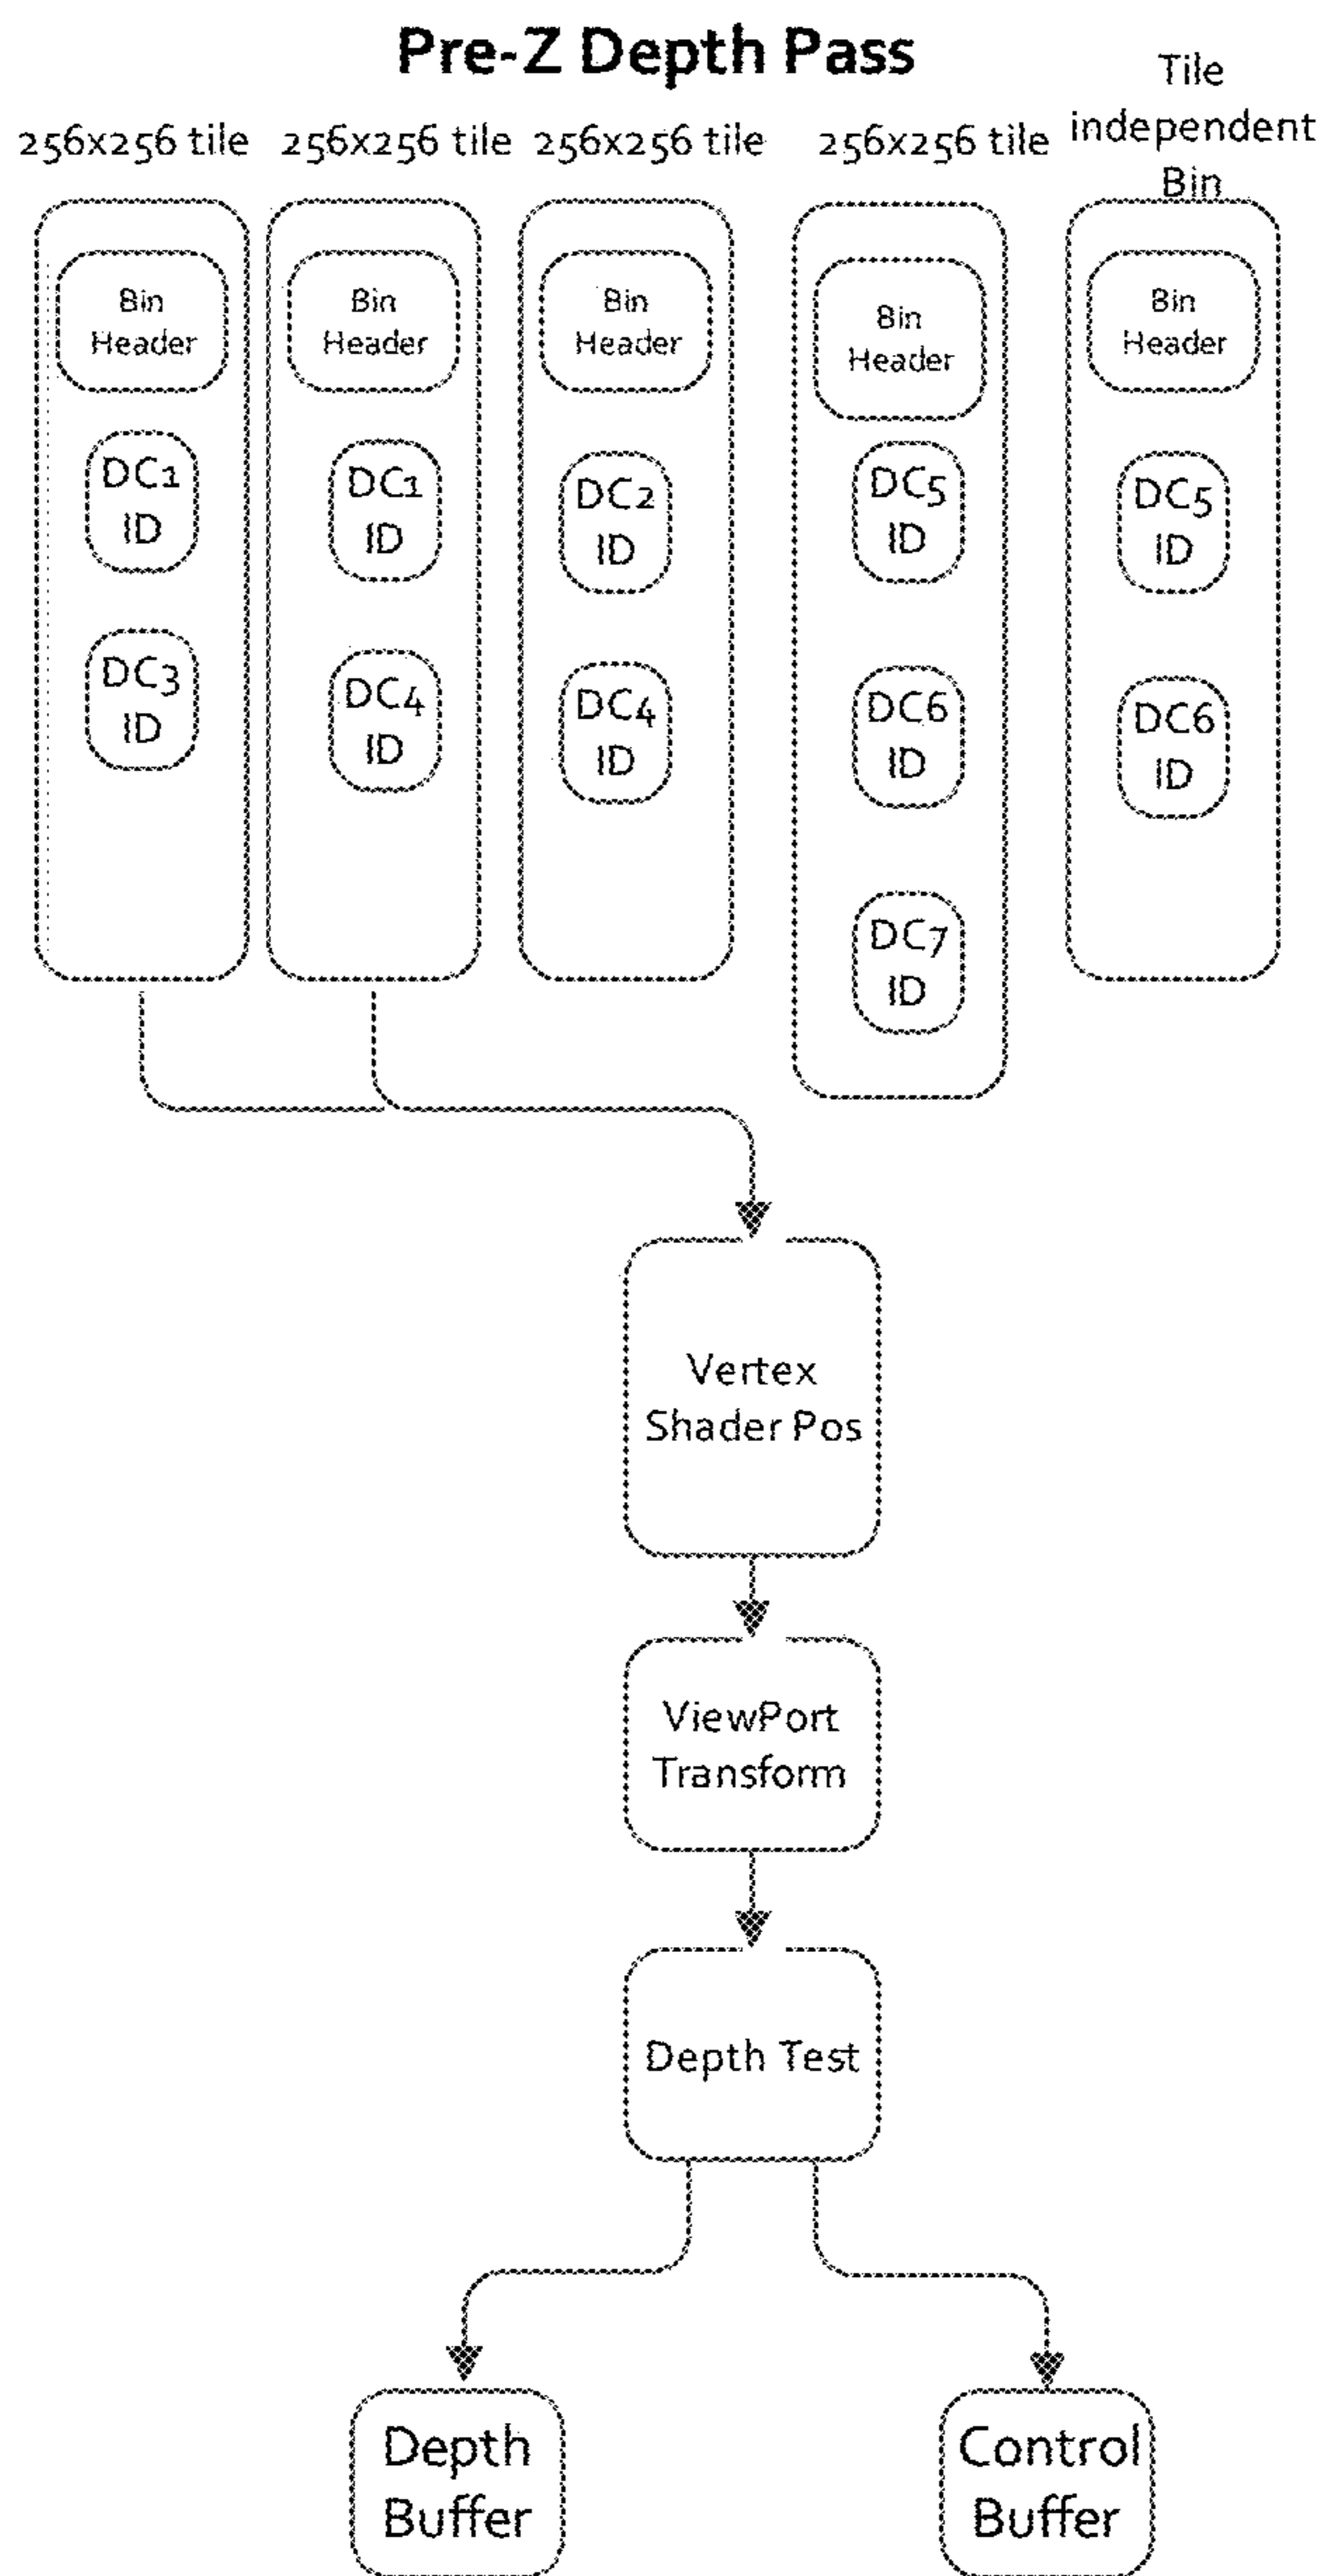 Pre-Z Depth Pass
256x256 tile
256x256 tile
256x256 tile
256x256 tile
Tile
independent
Bin
Bin
Header
DC1
ID
DC3
ID
Bin
Header
DC1
ID
DC4
ID
Bin
Header
DC2
ID
DC4
ID
Bin
Header
DC5
ID
DC6
ID
DC7
ID
Bin
Header
DC5
ID
DC6
ID
Vertex
Shader Pos
ViewPort
Transform
Depth Test
Depth
Buffer
Control
Buffer